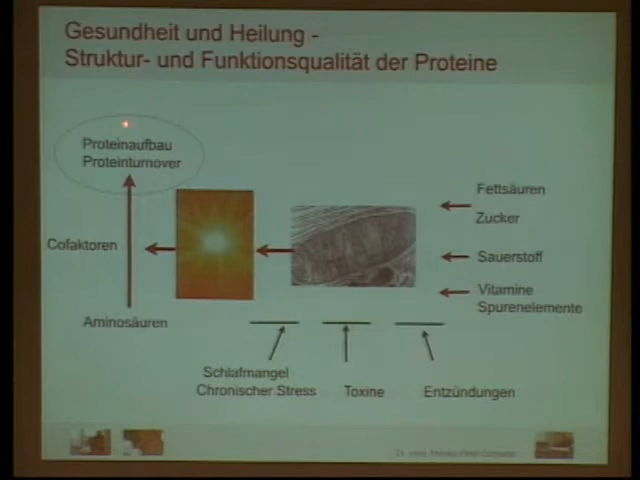 Gesundheit und Heilung -
Struktur- und Funktionsqualität der Proteine
Proteinaufbau
Proteinturnover
Fettsäuren
Zucker
Cofaktoren
Sauerstoff
Vitamine
Spurenelemente
Aminosäuren
Schlafmangel
Chronischer Stress
Toxine
Entzündungen